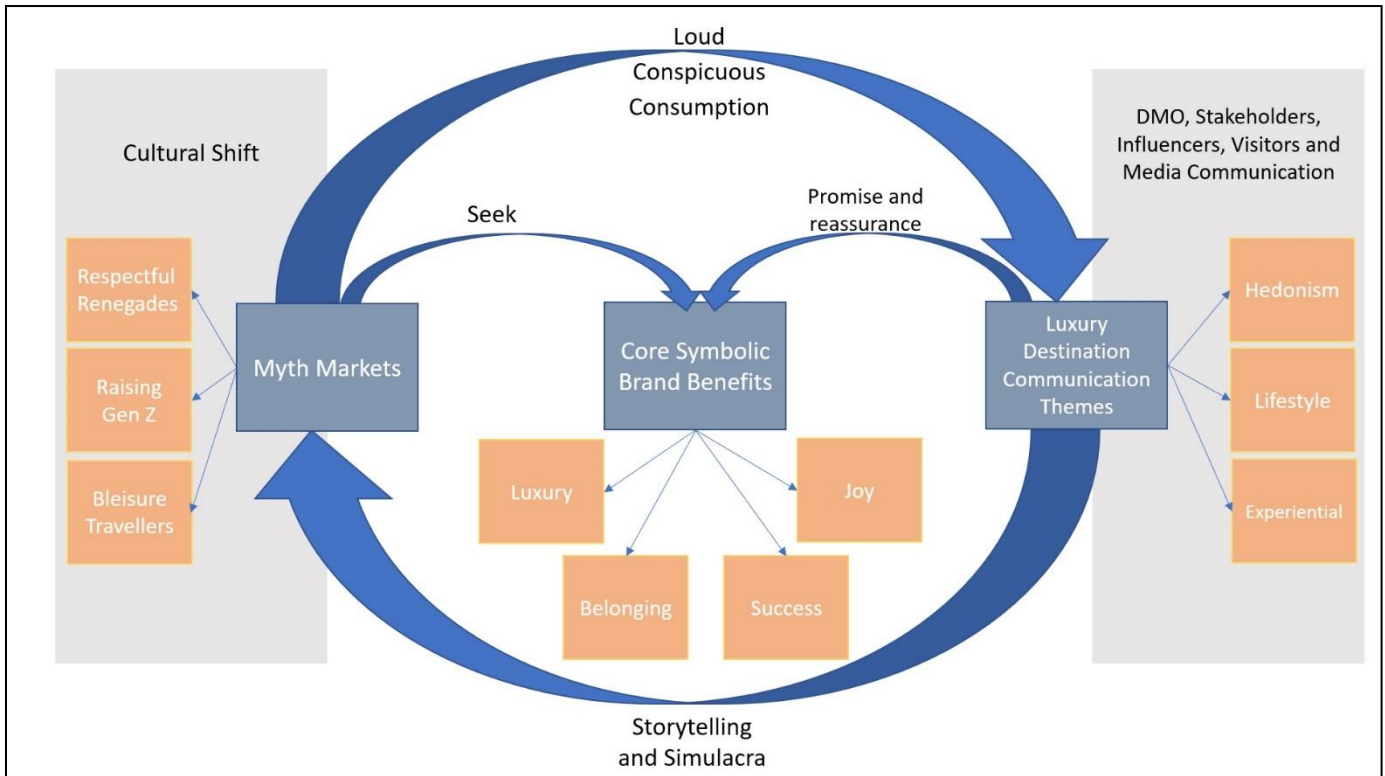 Loud
Conspicuous
Consumption
Cultural Shift
DMO, Stakeholders,
Influencers, Visitors and
Media Communication
Seek
Promise and
reassurance
Respectful
Renegades
Raising
Gen Z
Bleisure
Travellers
Myth Markets
Core Symbolic
Brand Benefits
Luxury
Destination
Communication
Themes
Hedonism
Lifestyle
Experiential
Luxury
Joy
Belonging
Success
Storytelling
and Simulacra